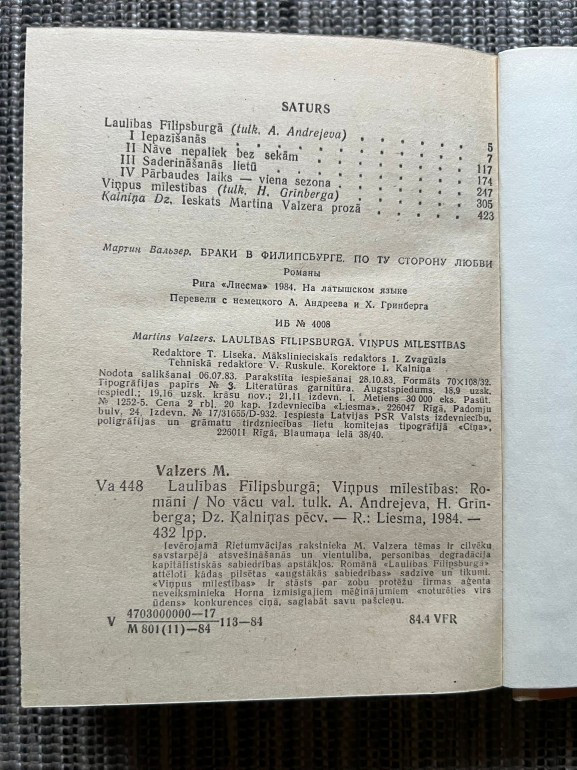 SATURS
Laulības Fīlipsburgā (tulk. A. Andrejeva)
I Iepazīšanās . . . . . . . 5
II Nāve nepaliek bez sekām . . . . . . . 7
III Saderināšanās lietū . . . . . . . 117
IV Pārbaudes laiks — viena sezona . . . . . . . 174
Viņpus mīlestības (tulk. H. Grīnberga) . . . . . . . 247
Kalniņa Dz. Ieskats Martina Valzera prozā . . . . . . . 305
423
Мартин Вальзер. БРАКИ В ФИЛИПСБУРГЕ. ПО ТУ СТОРОНУ ЛЮБВИ
Романы
Рига «Лиесма» 1984. На латышском языке
Перевели с немецкого А. Андреева и Х. Гринберга
ИБ № 4008
Martins Valzers. LAULĪBAS FĪLIPSBURGĀ. VIŅPUS MĪLESTĪBAS
Redaktore T. Liseka. Mākslinieciskais redaktors I. Zvagūzis
Tehniskā redaktore V. Ruskule. Korektore I. Kalniņa
Nodota salikšanai 06.07.83. Parakstīta iespiešanai 28.10.83. Formāts 70×108/32.
Tipogrāfijas papīrs № 3. Literatūras garnitūra. Augstspiedums. 18,9 uzsk.
iespiedl.; 19,16 uzsk. krāsu nov.; 21,11 izdevn. l. Metiens 30 000 eks. Pasūt.
№ 1252-5. Cena 2 rbl. 20 kap. Izdevniecība «Liesma», 226047 Rīgā, Padomju
bulv. 24. Izdevn. № 17/31655/D-932. Iespiesta Latvijas PSR Valsts izdevniecību,
poligrāfijas un grāmatu tirdzniecības lietu komitejas tipogrāfijā «Cīņa»,
226011 Rīgā, Blaumaņa ielā 38/40.
Valzers M.
Va 448 Laulības Fīlipsburgā; Viņpus mīlestības: Ro-
māni / No vācu val. tulk. A. Andrejeva, H. Grīn-
berga; Dz. Kalniņas pēcv. — R.: Liesma, 1984. —
432 lpp.
Ievērojamā Rietumvācijas rakstnieka M. Valzera tēmas ir cilvēku
savstarpējā atsvešināšanās un vientulība, personības degradācija
kapitālistiskās sabiedrības apstākļos. Romānā «Laulības Fīlipsburgā»
attēloti kādas pilsētas «augstākās sabiedrības» sadzīve un tikumi.
«Viņpus mīlestības» ir stāsts par zobu protēžu firmas aģenta
neveiksminieka Horna izmisīgajiem mēģinājumiem «noturēties virs
ūdens» konkurences cīņā, saglabāt savu pašcieņu.
V 4703000000—17
M 801(11)—84 113—84 84.4 VFR